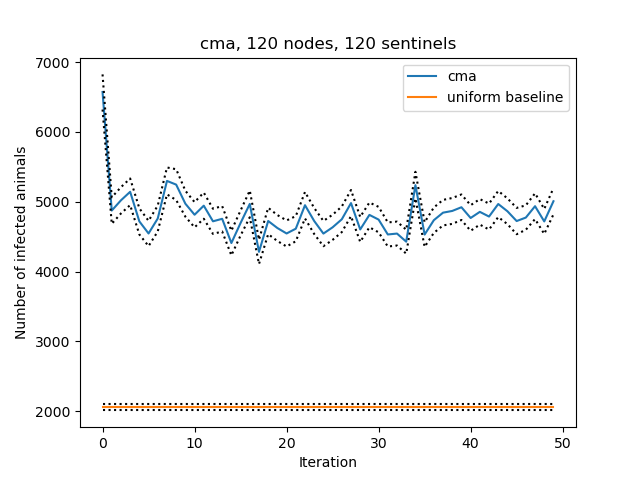 cma, 120 nodes, 120 sentinels
7000
6000
5000
4000
3000
2000
Number of infected animals
cma
uniform baseline
0 10 20 30 40 50
Iteration